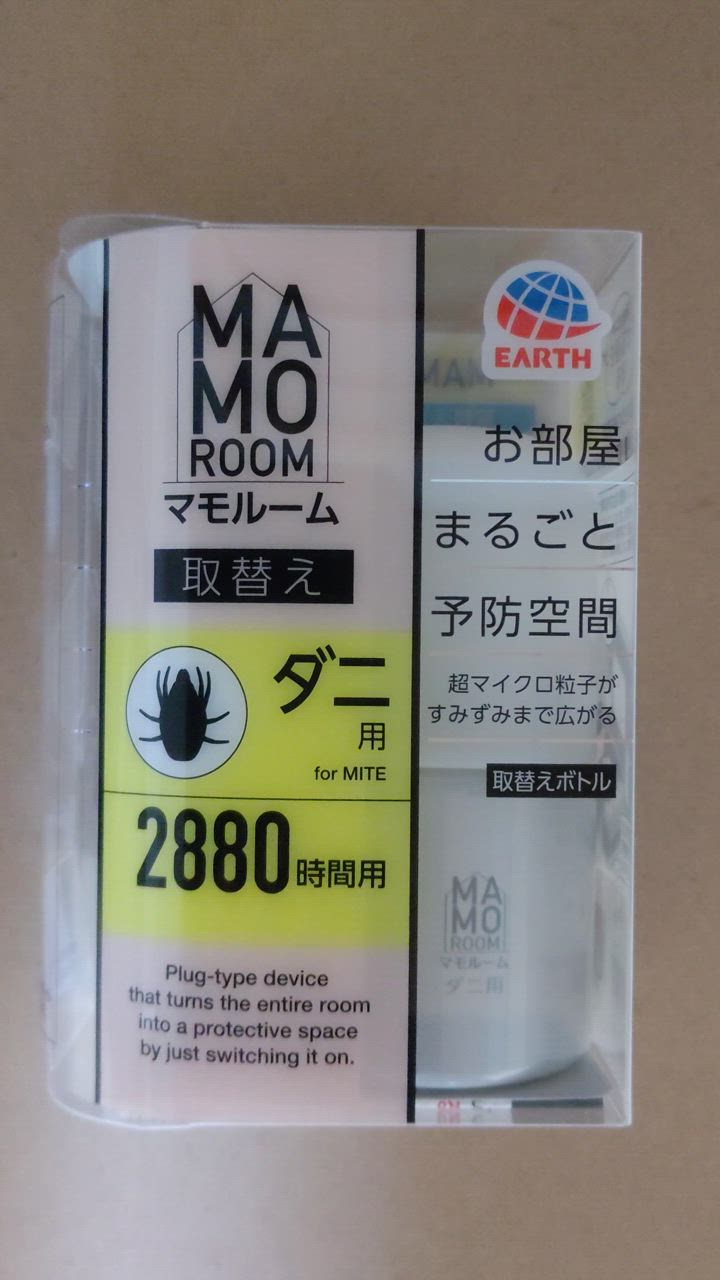 MA
MO
ROOM
マモルーム
取替え
ダニ
用
for MITE
2880時間用
Plug-type device
that turns the entire room
into a protective space
by just switching it on.
EARTH
お部屋
まるごと
予防空間
超マイクロ粒子が
すみずみまで広がる
取替えボトル
MA
MO
ROOM
マモルーム
ダニ用